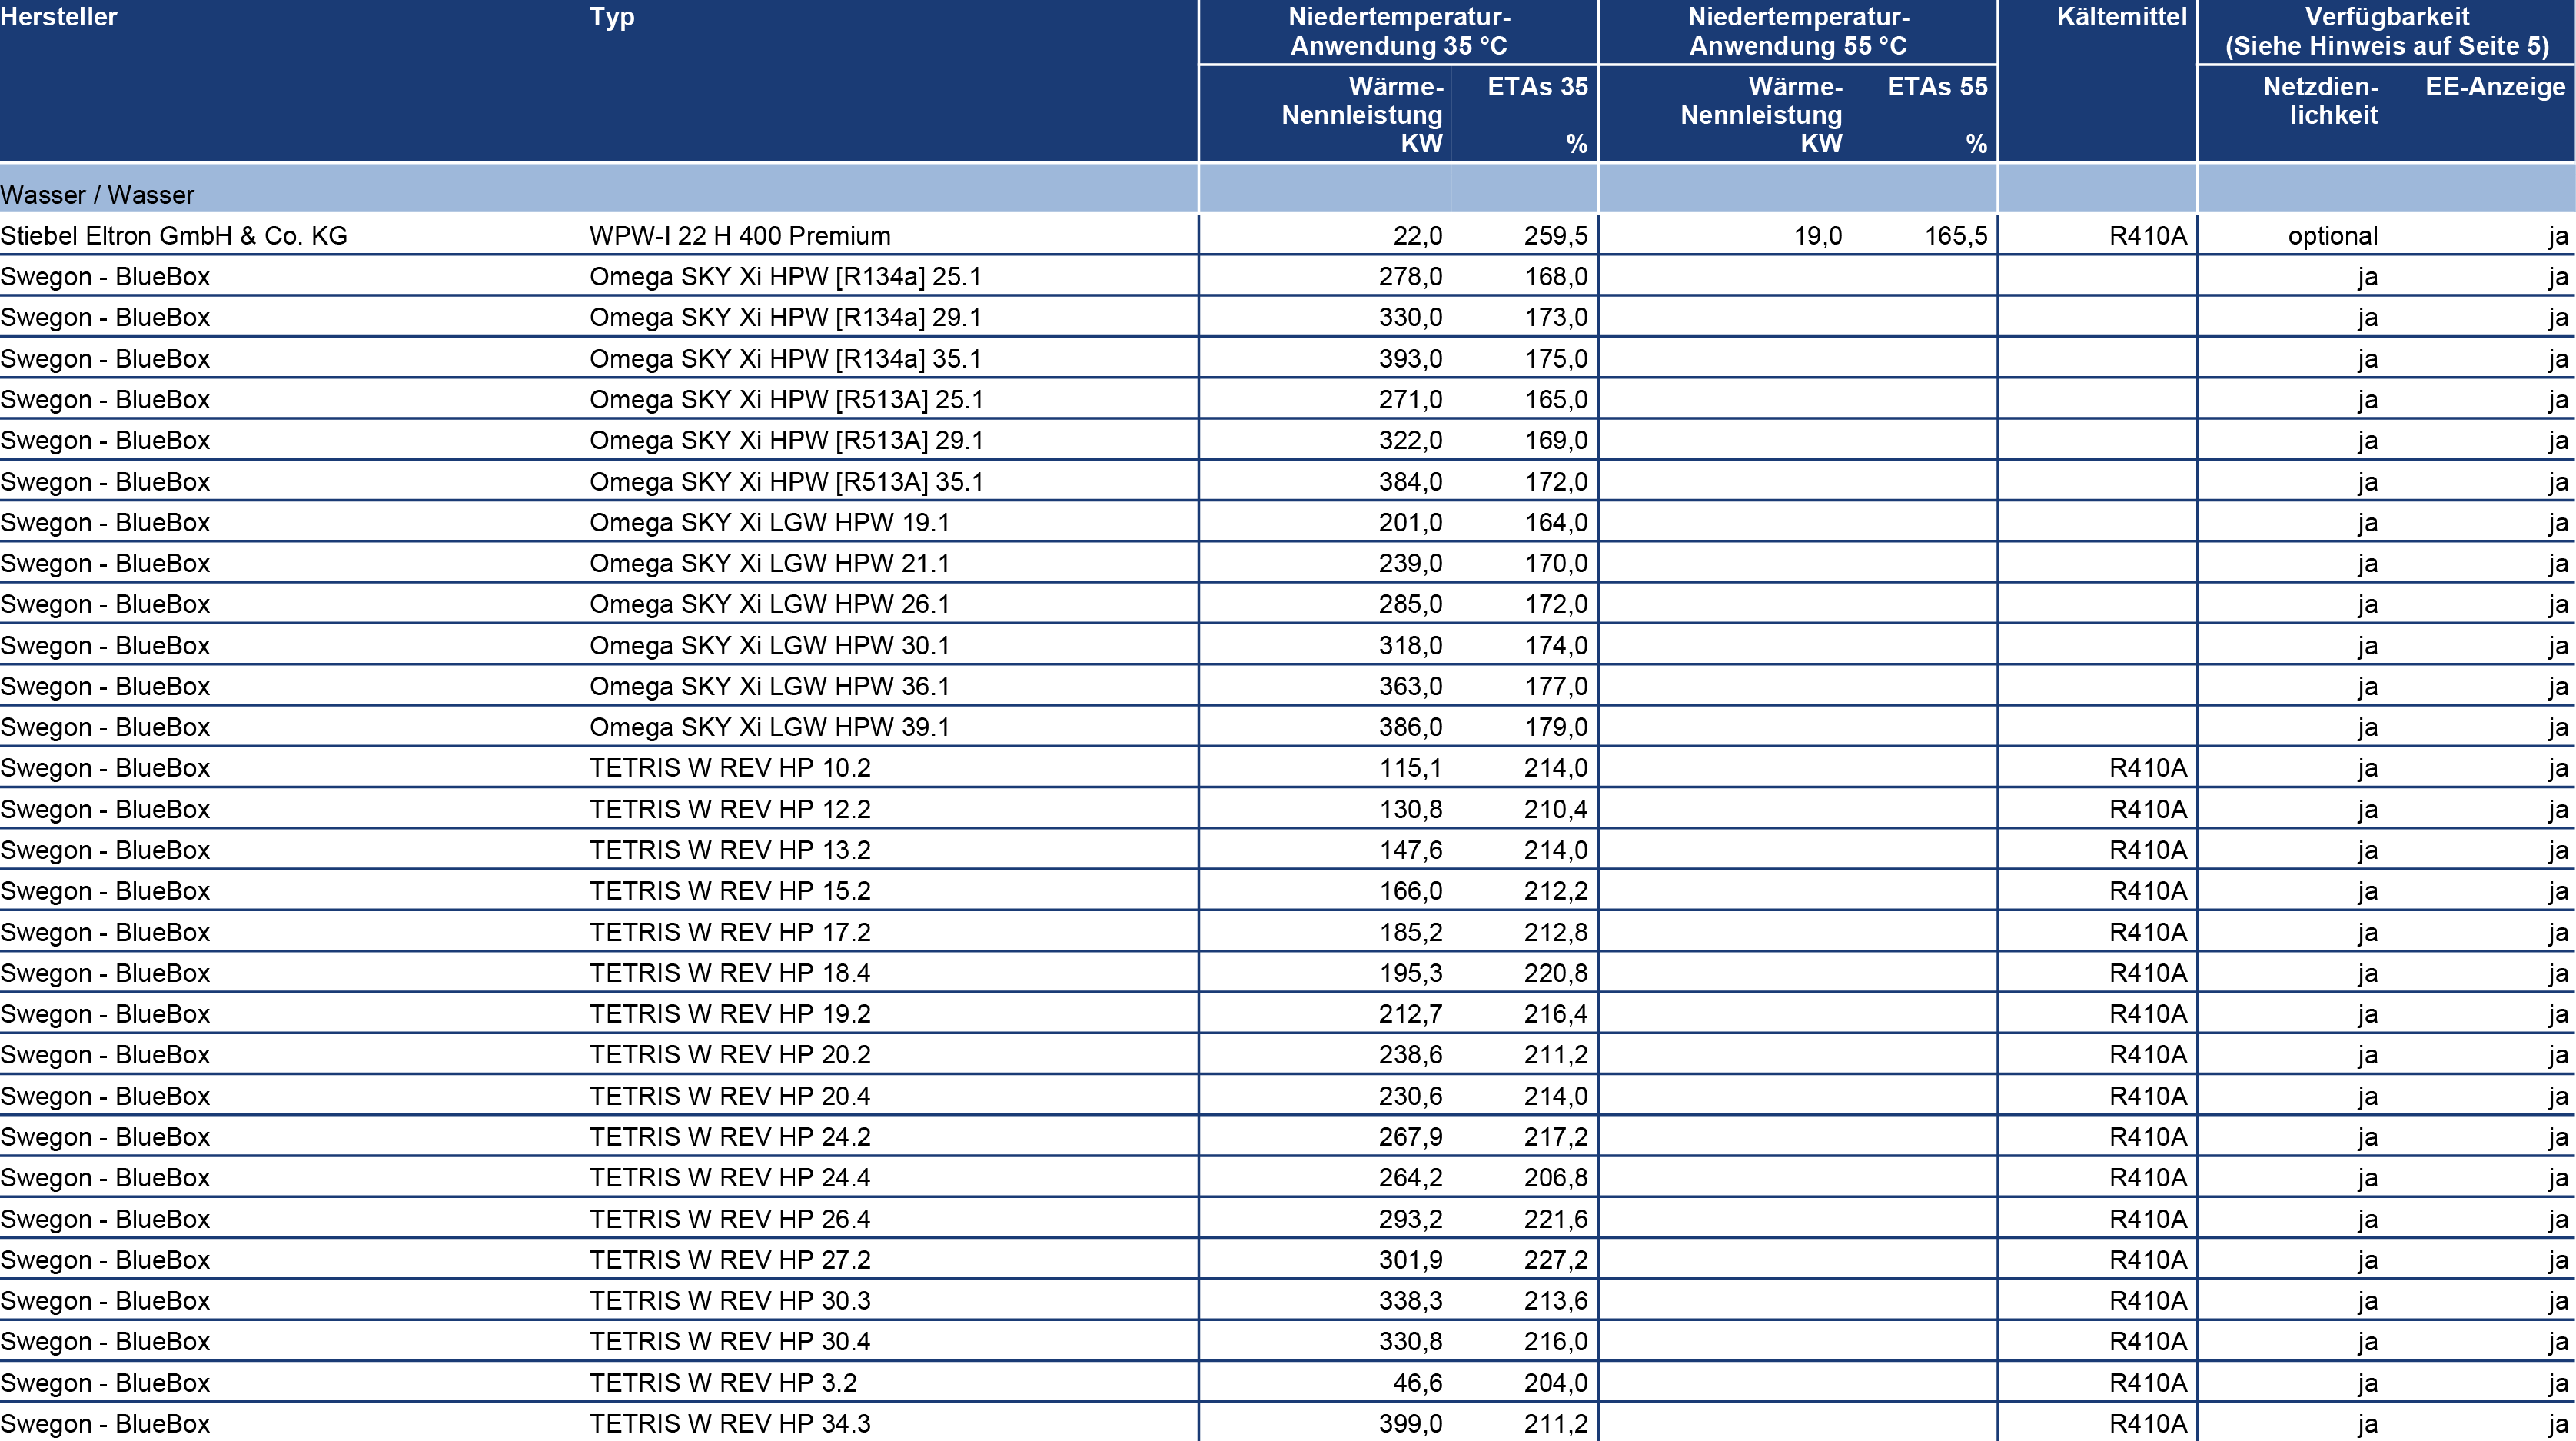 Hersteller Typ Niedertemperatur- Niedertemperatur- Kältemittel Verfügbarkeit
Anwendung 35 °C Anwendung 55 °C (Siehe Hinweis auf Seite 5)
Wärme- ETAs 35 Wärme- ETAs 55 Netzdien- EE-Anzeige
Nennleistung Nennleistung lichkeit
KW % KW %
Wasser / Wasser
Stiebel Eltron GmbH & Co. KG WPW-I 22 H 400 Premium 22,0 259,5 19,0 165,5 R410A optional ja
Swegon - BlueBox Omega SKY Xi HPW [R134a] 25.1 278,0 168,0 ja ja
Swegon - BlueBox Omega SKY Xi HPW [R134a] 29.1 330,0 173,0 ja ja
Swegon - BlueBox Omega SKY Xi HPW [R134a] 35.1 393,0 175,0 ja ja
Swegon - BlueBox Omega SKY Xi HPW [R513A] 25.1 271,0 165,0 ja ja
Swegon - BlueBox Omega SKY Xi HPW [R513A] 29.1 322,0 169,0 ja ja
Swegon - BlueBox Omega SKY Xi HPW [R513A] 35.1 384,0 172,0 ja ja
Swegon - BlueBox Omega SKY Xi LGW HPW 19.1 201,0 164,0 ja ja
Swegon - BlueBox Omega SKY Xi LGW HPW 21.1 239,0 170,0 ja ja
Swegon - BlueBox Omega SKY Xi LGW HPW 26.1 285,0 172,0 ja ja
Swegon - BlueBox Omega SKY Xi LGW HPW 30.1 318,0 174,0 ja ja
Swegon - BlueBox Omega SKY Xi LGW HPW 36.1 363,0 177,0 ja ja
Swegon - BlueBox Omega SKY Xi LGW HPW 39.1 386,0 179,0 ja ja
Swegon - BlueBox TETRIS W REV HP 10.2 115,1 214,0 R410A ja ja
Swegon - BlueBox TETRIS W REV HP 12.2 130,8 210,4 R410A ja ja
Swegon - BlueBox TETRIS W REV HP 13.2 147,6 214,0 R410A ja ja
Swegon - BlueBox TETRIS W REV HP 15.2 166,0 212,2 R410A ja ja
Swegon - BlueBox TETRIS W REV HP 17.2 185,2 212,8 R410A ja ja
Swegon - BlueBox TETRIS W REV HP 18.4 195,3 220,8 R410A ja ja
Swegon - BlueBox TETRIS W REV HP 19.2 212,7 216,4 R410A ja ja
Swegon - BlueBox TETRIS W REV HP 20.2 238,6 211,2 R410A ja ja
Swegon - BlueBox TETRIS W REV HP 20.4 230,6 214,0 R410A ja ja
Swegon - BlueBox TETRIS W REV HP 24.2 267,9 217,2 R410A ja ja
Swegon - BlueBox TETRIS W REV HP 24.4 264,2 206,8 R410A ja ja
Swegon - BlueBox TETRIS W REV HP 26.4 293,2 221,6 R410A ja ja
Swegon - BlueBox TETRIS W REV HP 27.2 301,9 227,2 R410A ja ja
Swegon - BlueBox TETRIS W REV HP 30.3 338,3 213,6 R410A ja ja
Swegon - BlueBox TETRIS W REV HP 30.4 330,8 216,0 R410A ja ja
Swegon - BlueBox TETRIS W REV HP 3.2 46,6 204,0 R410A ja ja
Swegon - BlueBox TETRIS W REV HP 34.3 399,0 211,2 R410A ja ja